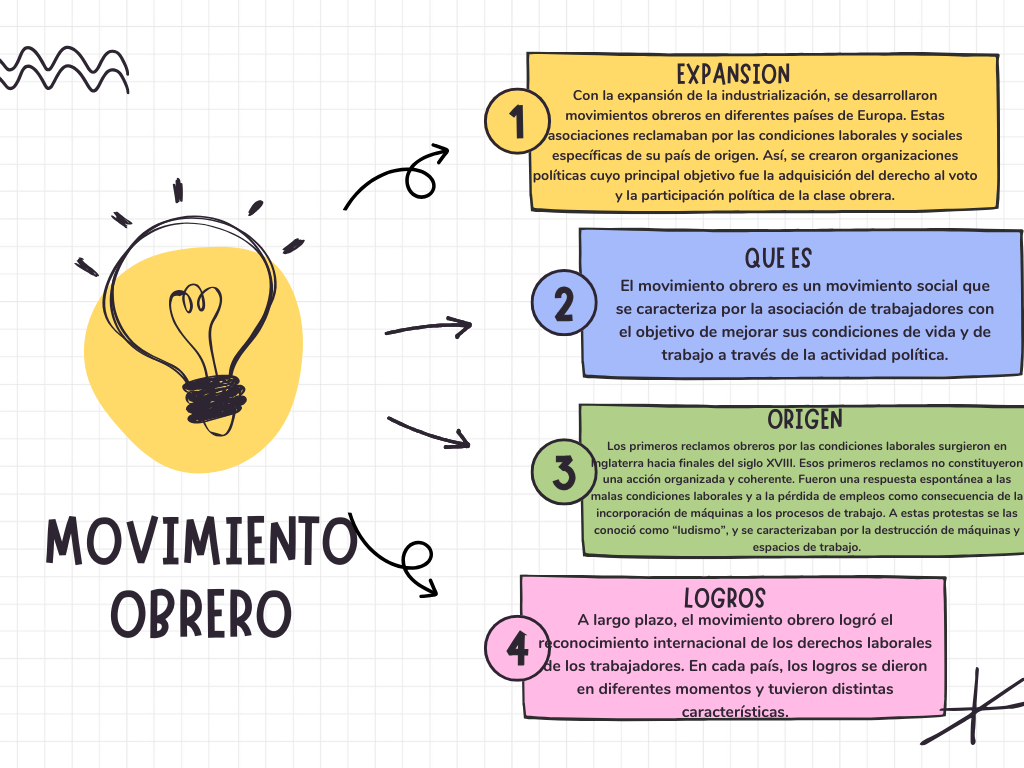 MOVIMIENTO
OBRERO
1
EXPANSION
Con la expansión de la industrialización, se desarrollaron
movimientos obreros en diferentes países de Europa. Estas
asociaciones reclamaban por las condiciones laborales y sociales
específicas de su país de origen. Así, se crearon organizaciones
políticas cuyo principal objetivo fue la adquisición del derecho al voto
y la participación política de la clase obrera.
2
QUE ES
El movimiento obrero es un movimiento social que
se caracteriza por la asociación de trabajadores con
el objetivo de mejorar sus condiciones de vida y de
trabajo a través de la actividad política.
3
ORIGEN
Los primeros reclamos obreros por las condiciones laborales surgieron en
Inglaterra hacia finales del siglo XVIII. Esos primeros reclamos no constituyeron
una acción organizada y coherente. Fueron una respuesta espontánea a las
malas condiciones laborales y a la pérdida de empleos como consecuencia de la
incorporación de máquinas a los procesos de trabajo. A estas protestas se las
conoció como “ludismo”, y se caracterizaban por la destrucción de máquinas y
espacios de trabajo.
4
LOGROS
A largo plazo, el movimiento obrero logró el
reconocimiento internacional de los derechos laborales
de los trabajadores. En cada país, los logros se dieron
en diferentes momentos y tuvieron distintas
características.